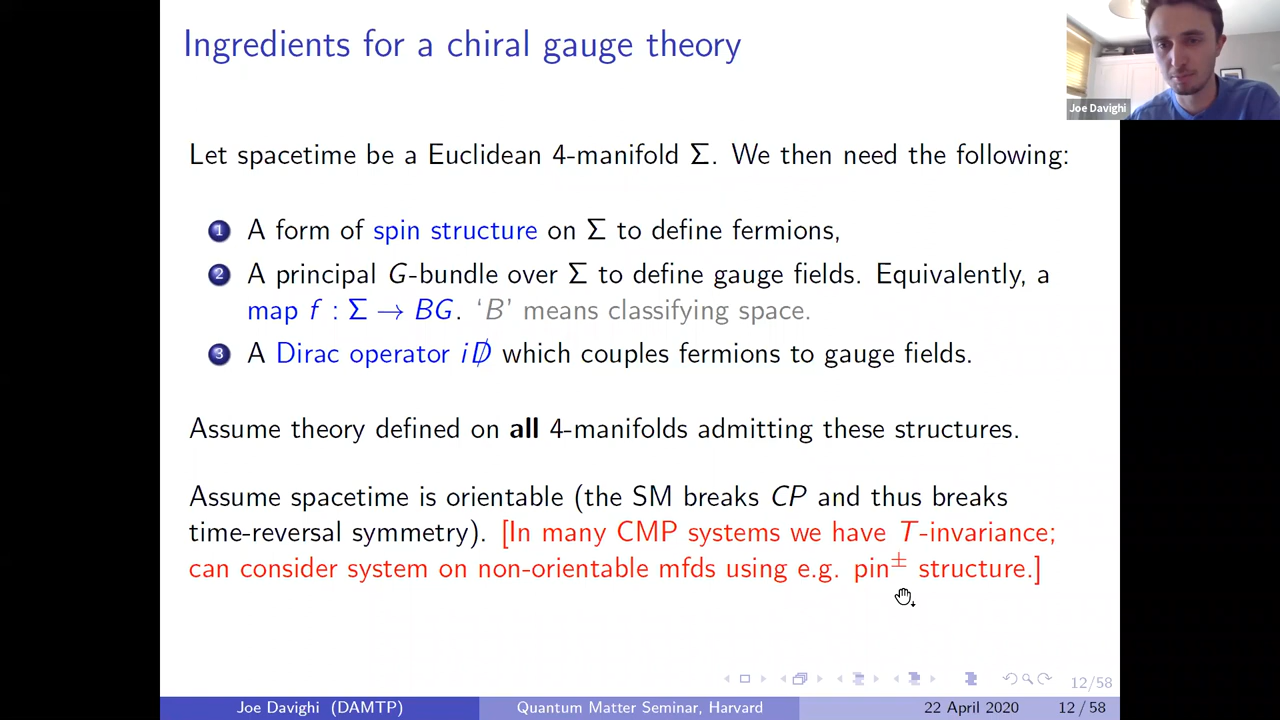 Ingredients for a chiral gauge theory
Joe Davighi
Let spacetime be a Euclidean 4-manifold Σ. We then need the following:
1 A form of spin structure on Σ to define fermions,
2 A principal G-bundle over Σ to define gauge fields. Equivalently, a
map f : Σ → BG. ‘B’ means classifying space.
3 A Dirac operator iD̸ which couples fermions to gauge fields.
Assume theory defined on all 4-manifolds admitting these structures.
Assume spacetime is orientable (the SM breaks CP and thus breaks
time-reversal symmetry). [In many CMP systems we have T-invariance;
can consider system on non-orientable mfds using e.g. pin± structure.]
12/58
Joe Davighi (DAMTP) Quantum Matter Seminar, Harvard 22 April 2020 12 / 58